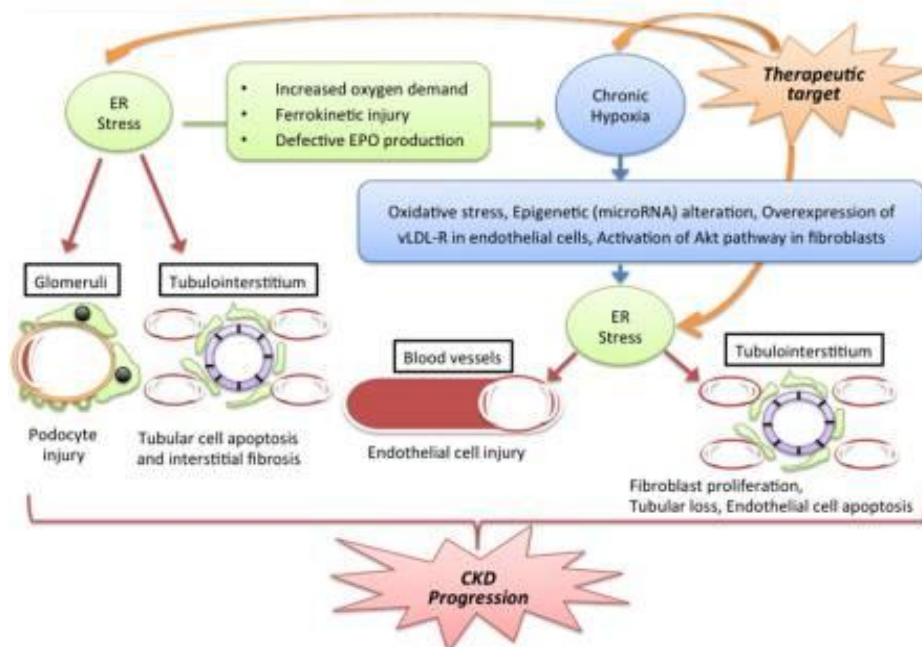 Therapeutic
target
ER
Stress
• Increased oxygen demand
• Ferrokinetic injury
• Defective EPO production
Chronic
Hypoxia
Oxidative stress, Epigenetic (microRNA) alteration, Overexpression of
vLDL-R in endothelial cells, Activation of Akt pathway in fibroblasts
Glomeruli
Tubulointerstitium
Podocyte
injury
Tubular cell apoptosis
and interstitial fibrosis
ER
Stress
Blood vessels
Endothelial cell injury
Tubulointerstitium
Fibroblast proliferation,
Tubular loss, Endothelial cell apoptosis
CKD
Progression